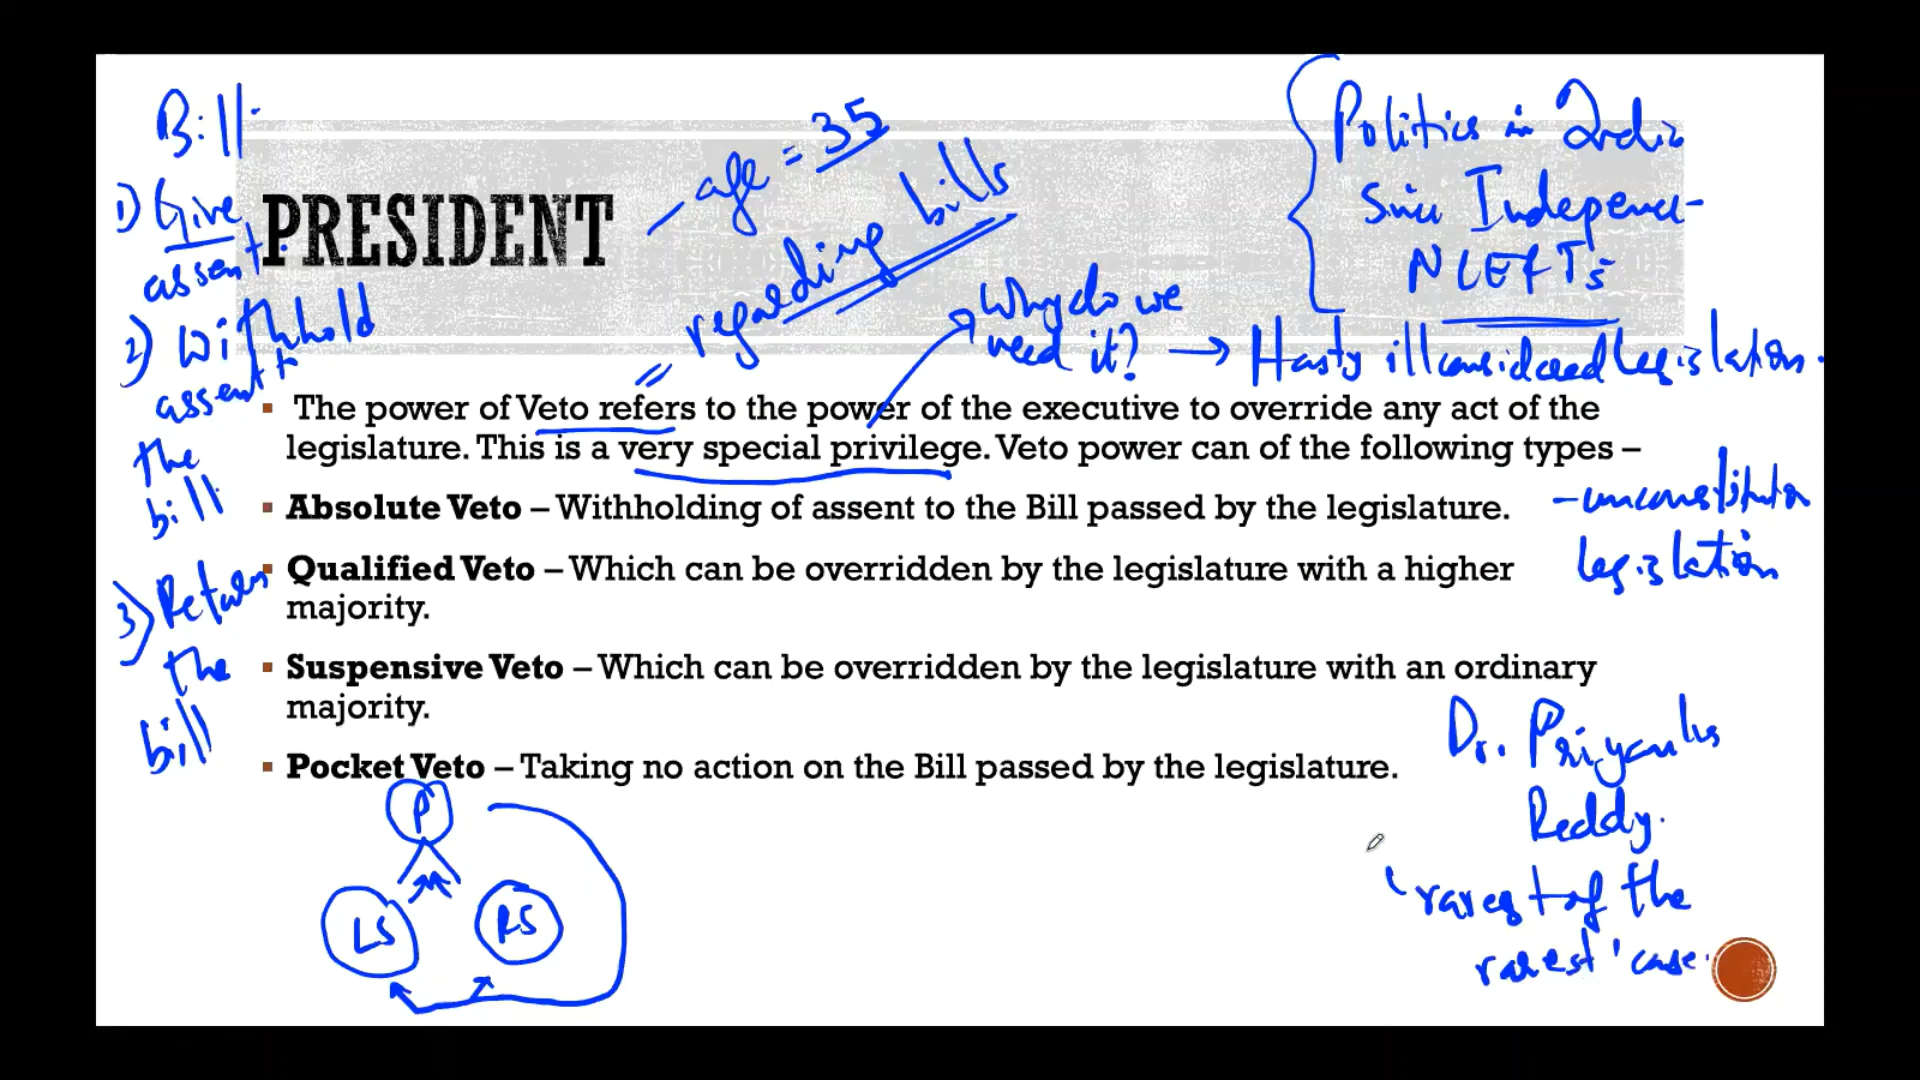 Bill:
1) Give
assent.
2) Withhold
assent to
the
bill
3) Return
the
bill
PRESIDENT
- age = 35
= regarding bills
Why do we
need it? → Hasty ill considered legislation.
Politics in India
Since Indepenence-
NCERTs
▪ The power of Veto refers to the power of the executive to override any act of the
legislature. This is a very special privilege. Veto power can of the following types –
▪ Absolute Veto – Withholding of assent to the Bill passed by the legislature.
▪ Qualified Veto – Which can be overridden by the legislature with a higher
majority.
▪ Suspensive Veto – Which can be overridden by the legislature with an ordinary
majority.
▪ Pocket Veto – Taking no action on the Bill passed by the legislature.
legislation
P
LS
RS
Dr. Priyanka
Reddy.
'rarest of the
rarest' case.